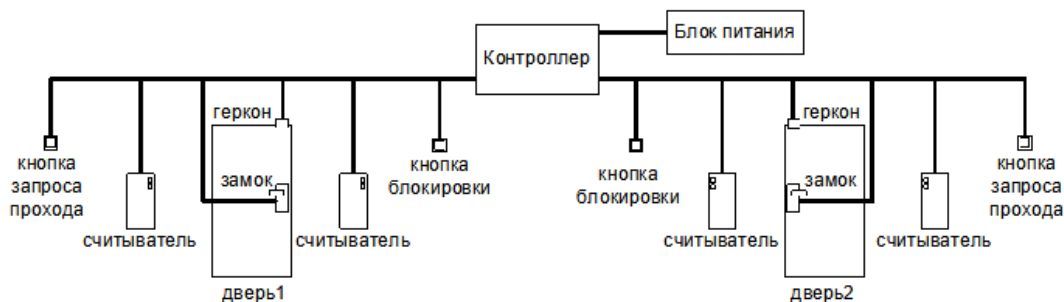 Блок питания
Контроллер
геркон
геркон
кнопка
запроса
прохода
замок
кнопка
блокировки
кнопка
блокировки
замок
кнопка
запроса
прохода
считыватель
считыватель
считыватель
считыватель
дверь1
дверь2